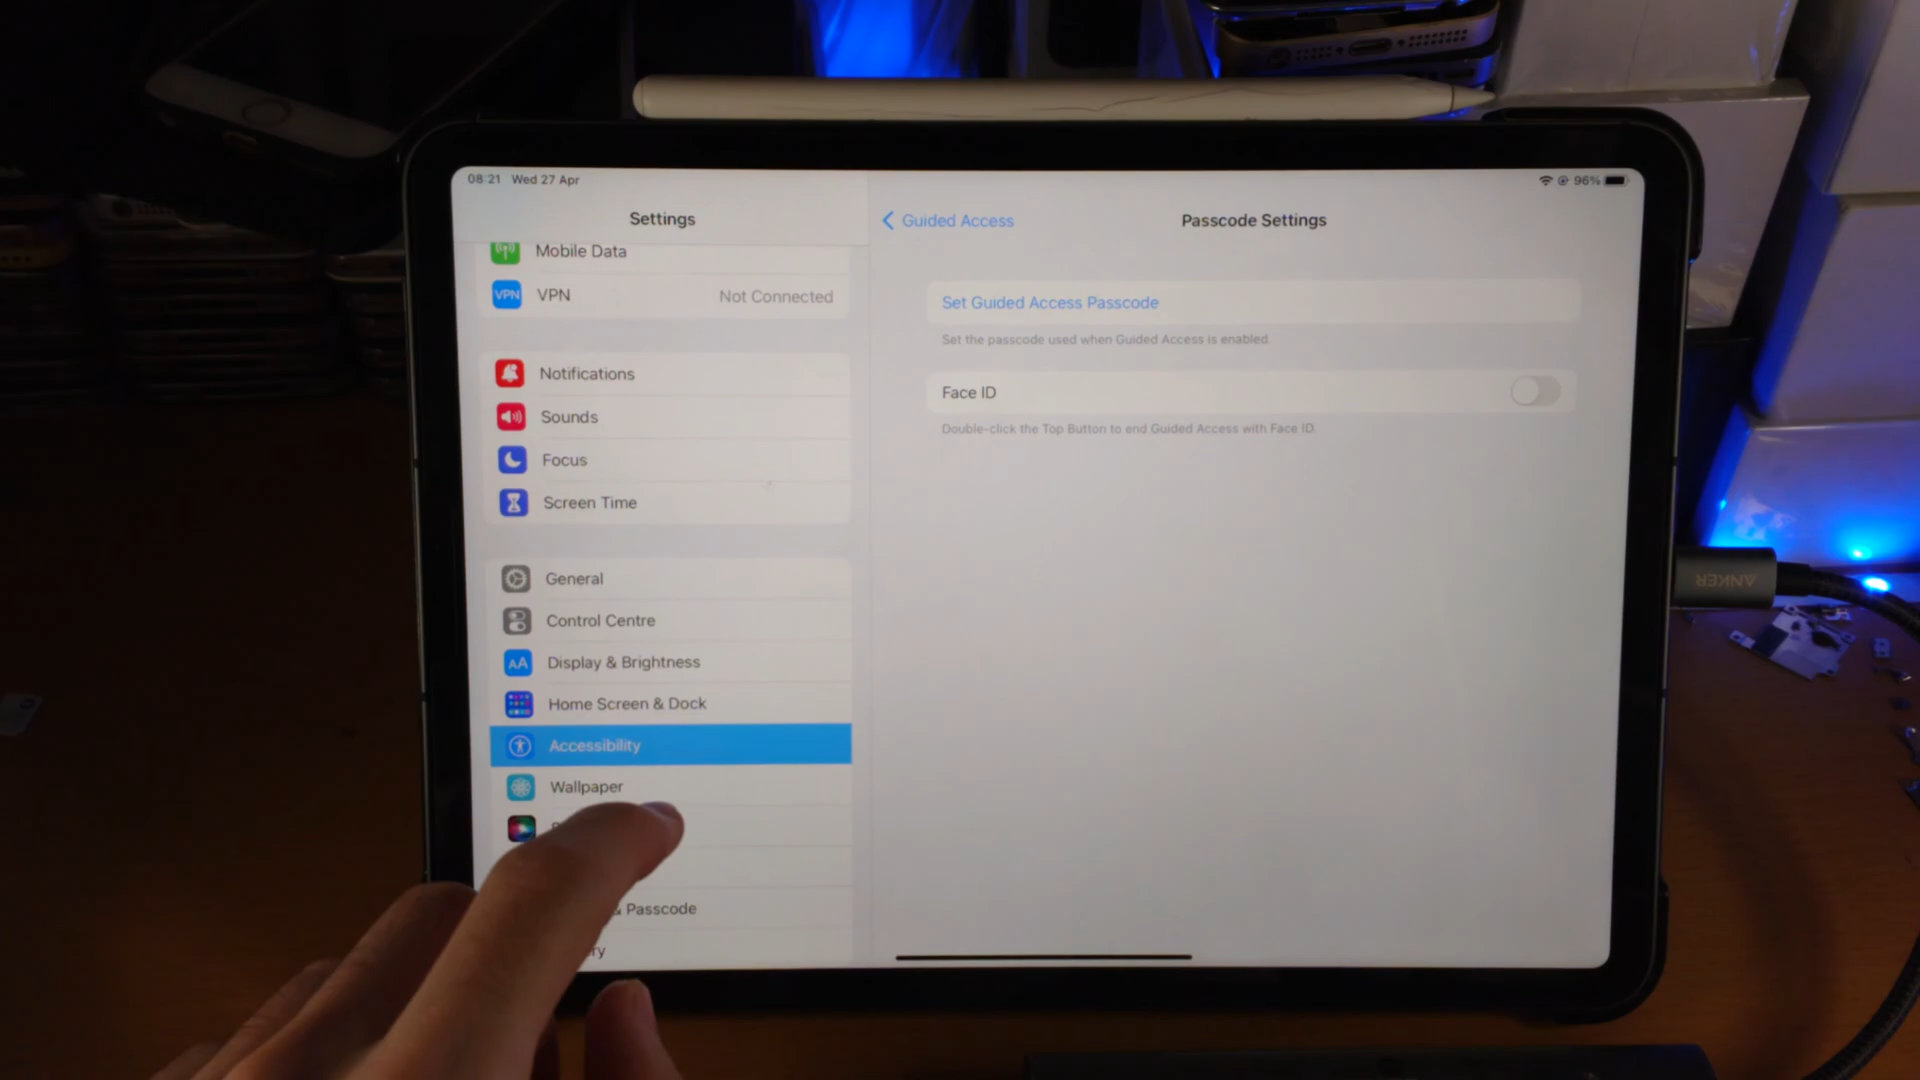 08:21 Wed 27 Apr
96%
Settings
Mobile Data
VPN
VPN
Not Connected
Notifications
Sounds
Focus
Screen Time
General
Control Centre
AA
Display & Brightness
Home Screen & Dock
Accessibility
Wallpaper
& Passcode
ry
Guided Access
Passcode Settings
Set Guided Access Passcode
Set the passcode used when Guided Access is enabled.
Face ID
Double-click the Top Button to end Guided Access with Face ID.
ANKER